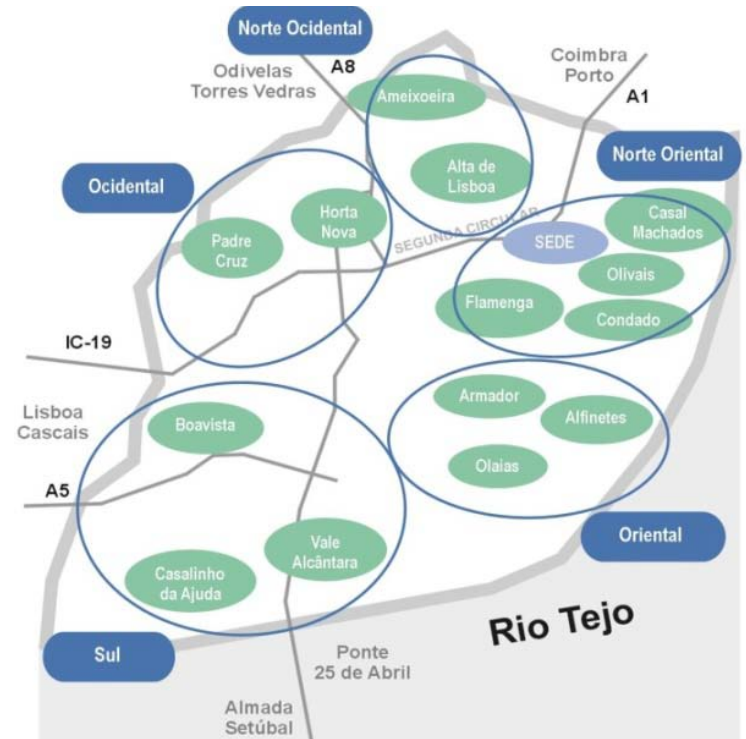 Norte Ocidental
Odivelas
Torres Vedras
A8
Coimbra
Porto
A1
Ameixoeira
Alta de
Lisboa
Norte Oriental
Ocidental
Horta
Nova
Padre
Cruz
SEGUNDA CIRCULAR
SEDE
Casal
Machados
Olivais
Flamenga
Condado
IC-19
Lisboa
Cascais
Boavista
Armador
Alfinetes
Olaias
A5
Oriental
Vale
Alcântara
Casalinho
da Ajuda
Rio Tejo
Sul
Ponte
25 de Abril
Almada
Setúbal